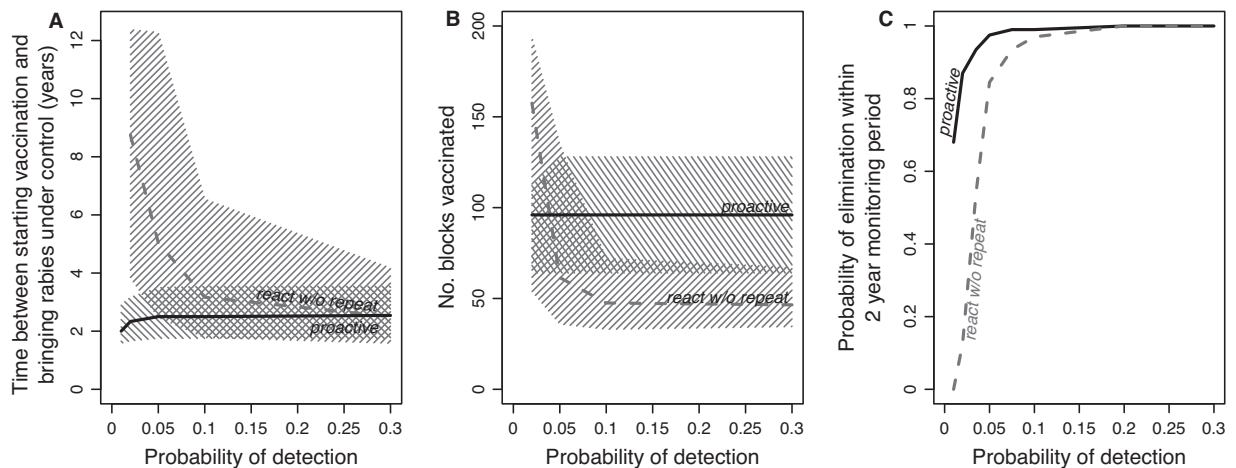 A
Time between starting vaccination and
bringing rabies under control (years)
12
10
8
6
4
2
0
react w/o repeat
proactive
0 0.05 0.1 0.15 0.2 0.25 0.3
Probability of detection
B
No. blocks vaccinated
200
150
100
50
0
proactive
react w/o repeat
0 0.05 0.1 0.15 0.2 0.25 0.3
Probability of detection
C
Probability of elimination within
2 year monitoring period
1
0.8
0.6
0.4
0.2
0
proactive
react w/o repeat
0 0.05 0.1 0.15 0.2 0.25 0.3
Probability of detection